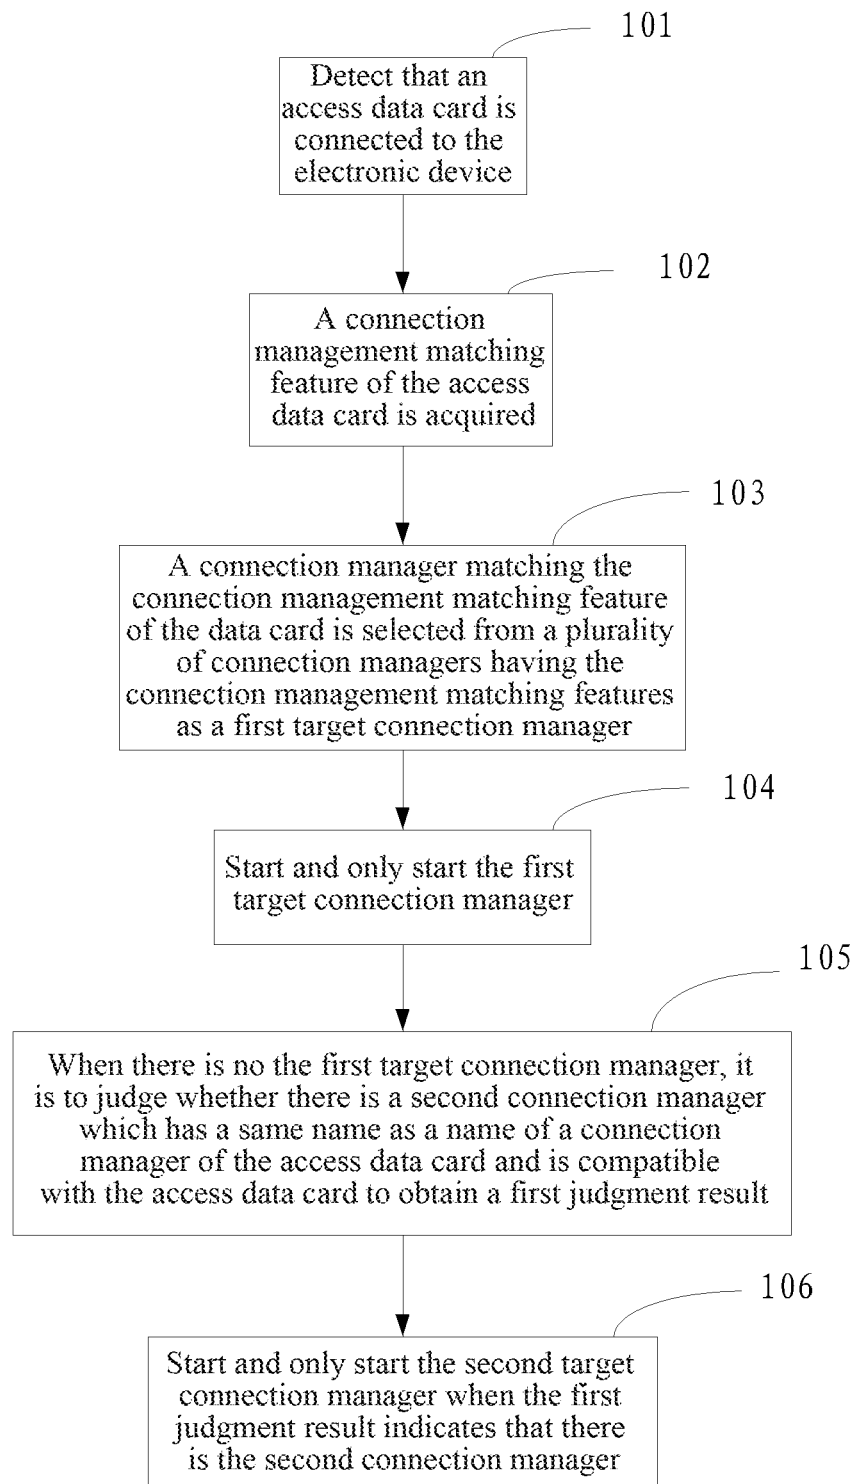 101
Detect that an
access data card is
connected to the
electronic device
102
A connection
management matching
feature of the access
data card is acquired
103
A connection manager matching the
connection management matching feature
of the data card is selected from a plurality
of connection managers having the
connection management matching features
as a first target connection manager
104
Start and only start the first
target connection manager
105
When there is no the first target connection manager, it
is to judge whether there is a second connection manager
which has a same name as a name of a connection
manager of the access data card and is compatible
with the access data card to obtain a first judgment result
106
Start and only start the second target
connection manager when the first
judgment result indicates that there
is the second connection manager